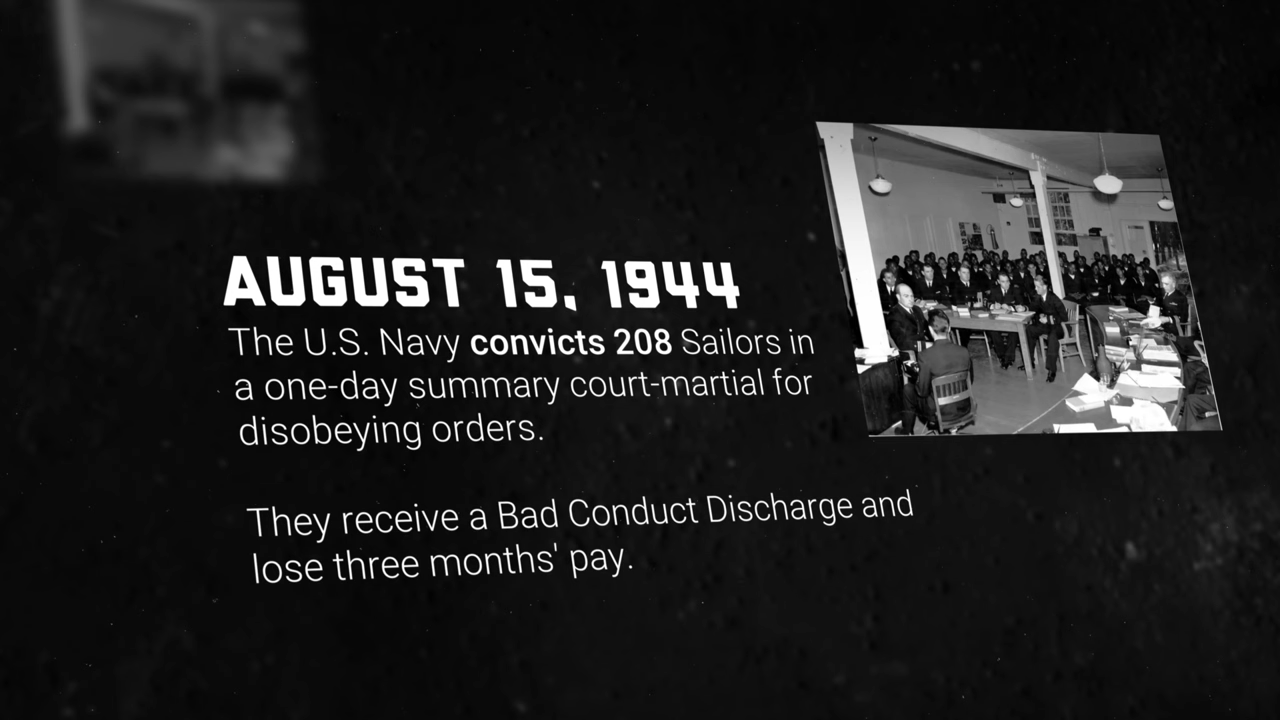 AUGUST 15, 1944
The U.S. Navy convicts 208 Sailors in
a one-day summary court-martial for
disobeying orders.
They receive a Bad Conduct Discharge and
lose three months' pay.